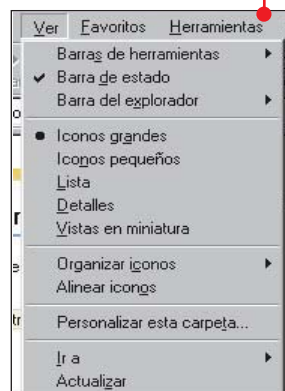 Ver Favoritos Herramientas
Barras de herramientas
Barra de estado
Barra del explorador
Iconos grandes
Iconos pequeños
Lista
Detalles
Vistas en miniatura
Organizar iconos
Alinear iconos
Personalizar esta carpeta...
Ir a
Actualizar